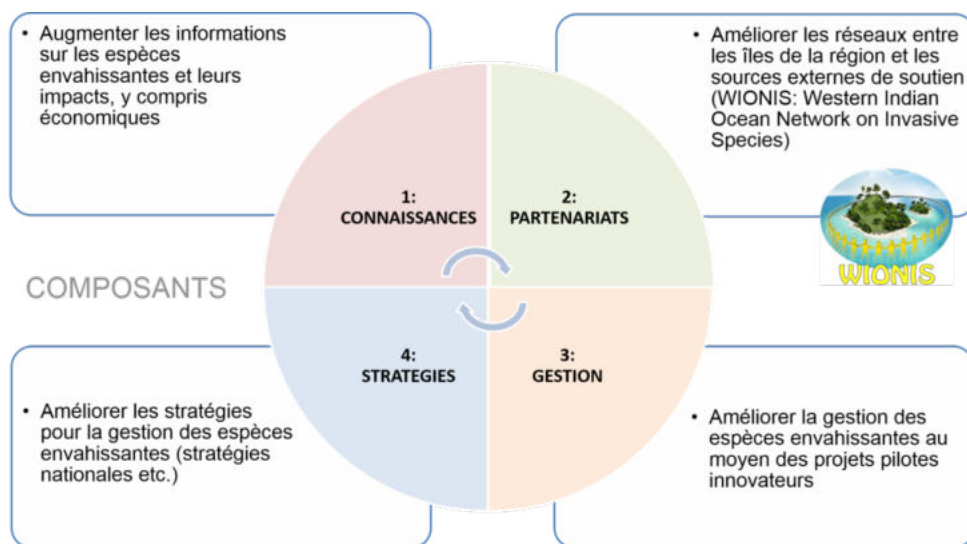 • Augmenter les informations
sur les espèces
envahissantes et leurs
impacts, y compris
économiques
• Améliorer les réseaux entre
les îles de la région et les
sources externes de soutien
(WIONIS: Western Indian
Ocean Network on Invasive
Species)
1:
CONNAISSANCES
2:
PARTENARIATS
WIONIS
COMPOSANTS
4:
STRATEGIES
3:
GESTION
• Améliorer les stratégies
pour la gestion des espèces
envahissantes (stratégies
nationales etc.)
• Améliorer la gestion des
espèces envahissantes au
moyen des projets pilotes
innovateurs